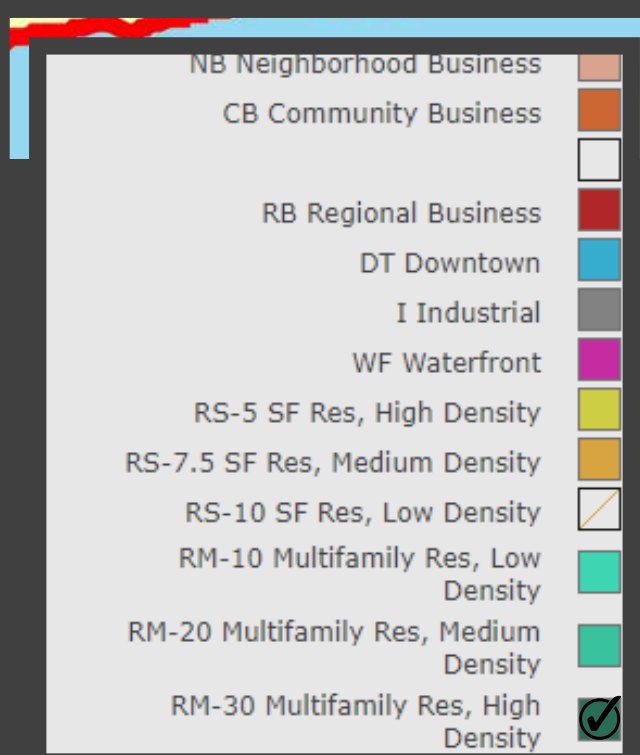 NB Neighborhood Business
CB Community Business
RB Regional Business
DT Downtown
I Industrial
WF Waterfront
RS-5 SF Res, High Density
RS-7.5 SF Res, Medium Density
RS-10 SF Res, Low Density
RM-10 Multifamily Res, Low
Density
RM-20 Multifamily Res, Medium
Density
RM-30 Multifamily Res, High
Density